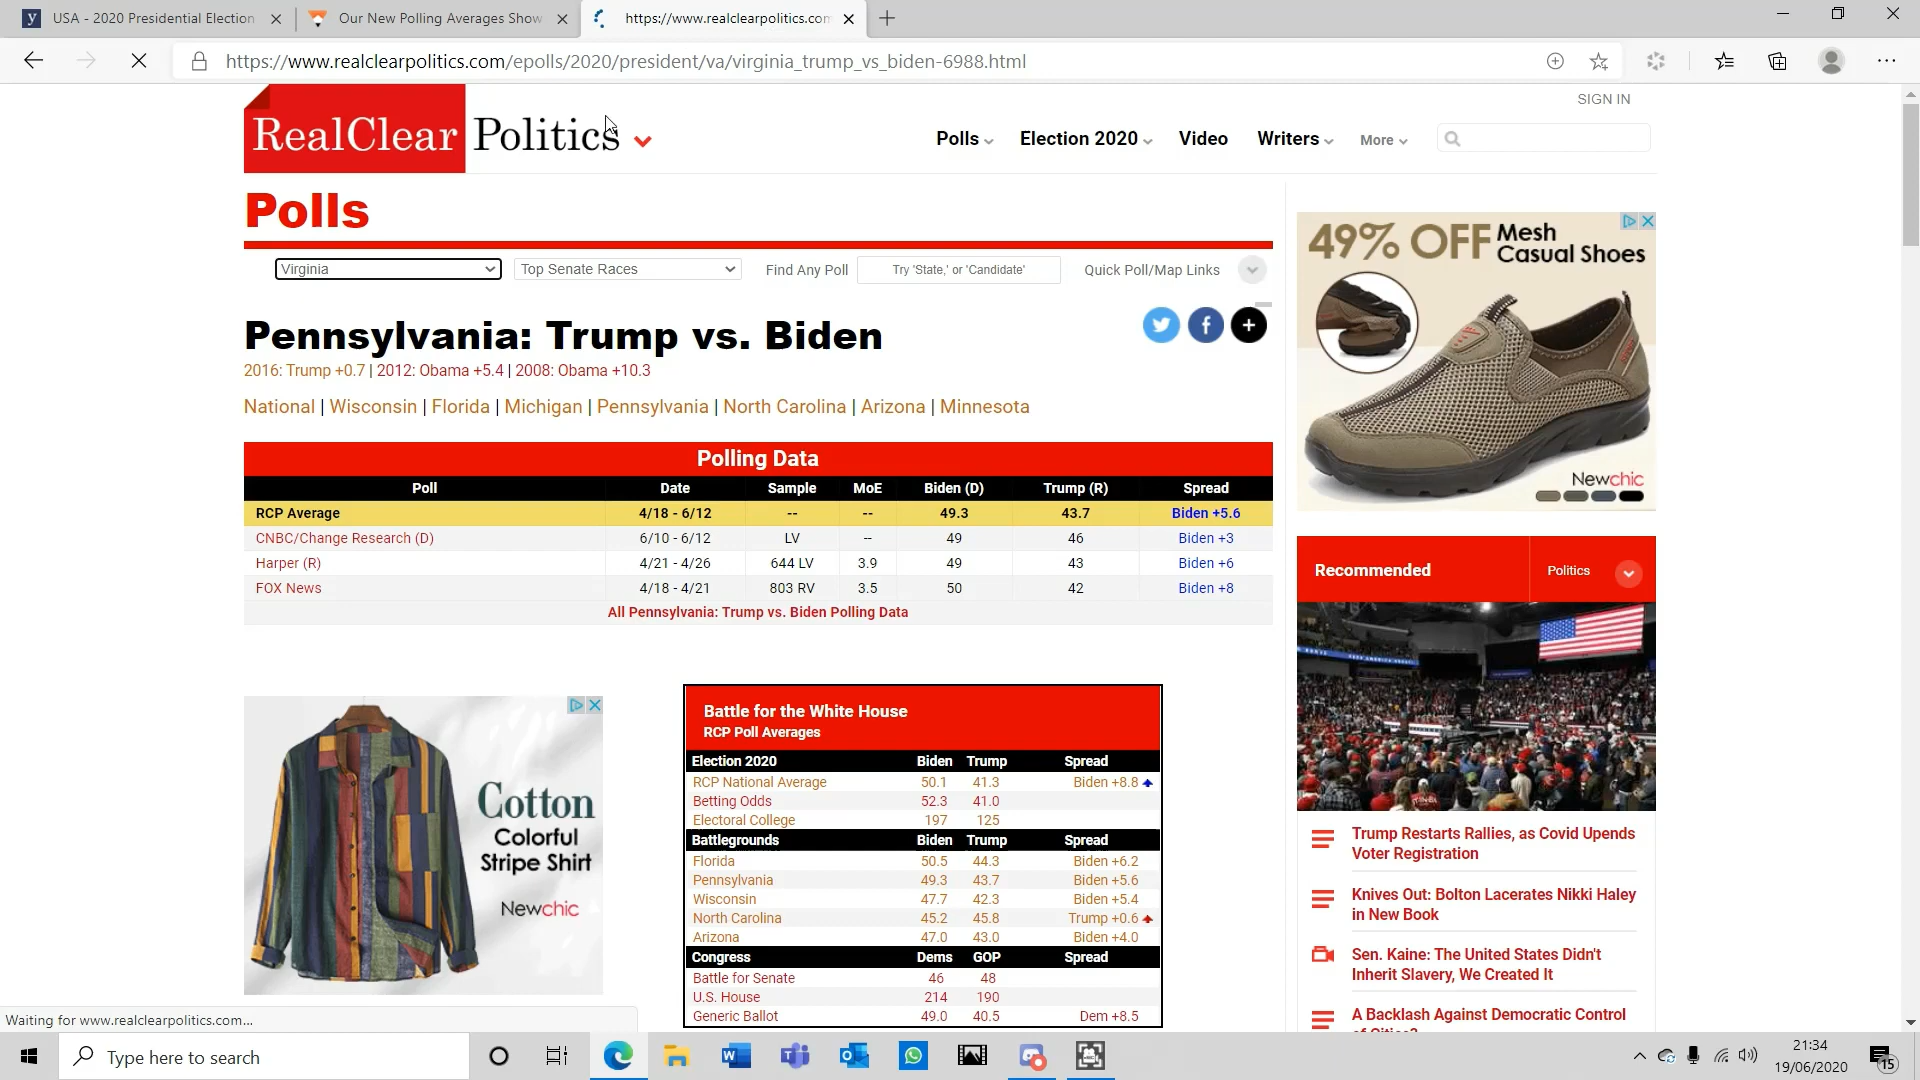 USA - 2020 Presidential Election
Our New Polling Averages Show
https://www.realclearpolitics.com
https://www.realclearpolitics.com/epolls/2020/president/va/virginia_trump_vs_biden-6988.html
SIGN IN
RealClear Politics
Polls Election 2020 Video Writers More
Polls
Virginia Top Senate Races Find Any Poll Try 'State,' or 'Candidate' Quick Poll/Map Links
Pennsylvania: Trump vs. Biden
2016: Trump +0.7 | 2012: Obama +5.4 | 2008: Obama +10.3
National | Wisconsin | Florida | Michigan | Pennsylvania | North Carolina | Arizona | Minnesota
Polling Data
Poll Date Sample MoE Biden (D) Trump (R) Spread
RCP Average 4/18 - 6/12 -- -- 49.3 43.7 Biden +5.6
CNBC/Change Research (D) 6/10 - 6/12 LV -- 49 46 Biden +3
Harper (R) 4/21 - 4/26 644 LV 3.9 49 43 Biden +6
FOX News 4/18 - 4/21 803 RV 3.5 50 42 Biden +8
All Pennsylvania: Trump vs. Biden Polling Data
Cotton
Colorful
Stripe Shirt
Newchic
Battle for the White House
RCP Poll Averages
Election 2020 Biden Trump Spread
RCP National Average 50.1 41.3 Biden +8.8
Betting Odds 52.3 41.0
Electoral College 197 125
Battlegrounds Biden Trump Spread
Florida 50.5 44.3 Biden +6.2
Pennsylvania 49.3 43.7 Biden +5.6
Wisconsin 47.7 42.3 Biden +5.4
North Carolina 45.2 45.8 Trump +0.6
Arizona 47.0 43.0 Biden +4.0
Congress Dems GOP Spread
Battle for Senate 46 48
U.S. House 214 190
Generic Ballot 49.0 40.5 Dem +8.5
49% OFF Mesh
Casual Shoes
Newchic
Recommended Politics
Trump Restarts Rallies, as Covid Upends
Voter Registration
Knives Out: Bolton Lacerates Nikki Haley
in New Book
Sen. Kaine: The United States Didn't
Inherit Slavery, We Created It
A Backlash Against Democratic Control
Waiting for www.realclearpolitics.com...
Type here to search
21:34
19/06/2020
15